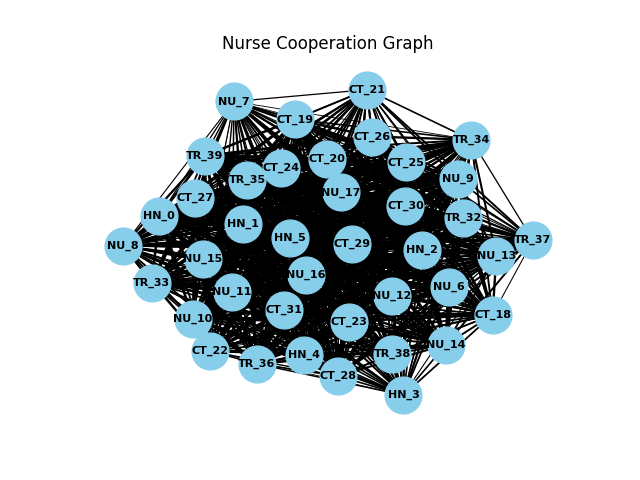 Nurse Cooperation Graph
CT_21
NU_7
CT_19
CT_26
TR_34
TR_39
CT_20
CT_25
CT_24
TR_35
NU_9
NU_17
CT_27
CT_30
HN_0
TR_32
HN_1
HN_5
TR_37
CT_29
NU_8
HN_2
NU_13
NU_15
NU_16
TR_33
NU_6
NU_11
NU_12
CT_31
CT_18
NU_10
CT_23
NU_14
CT_22
HN_4
TR_38
TR_36
CT_28
HN_3